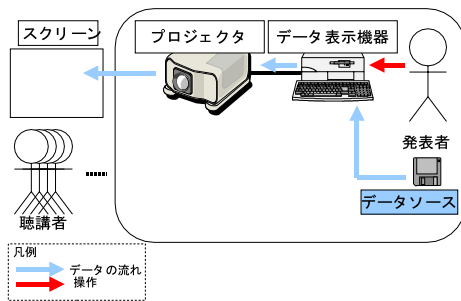 スクリーン
プロジェクタ
データ表示機器
発表者
データソース
聴講者
凡例
データの流れ
操作